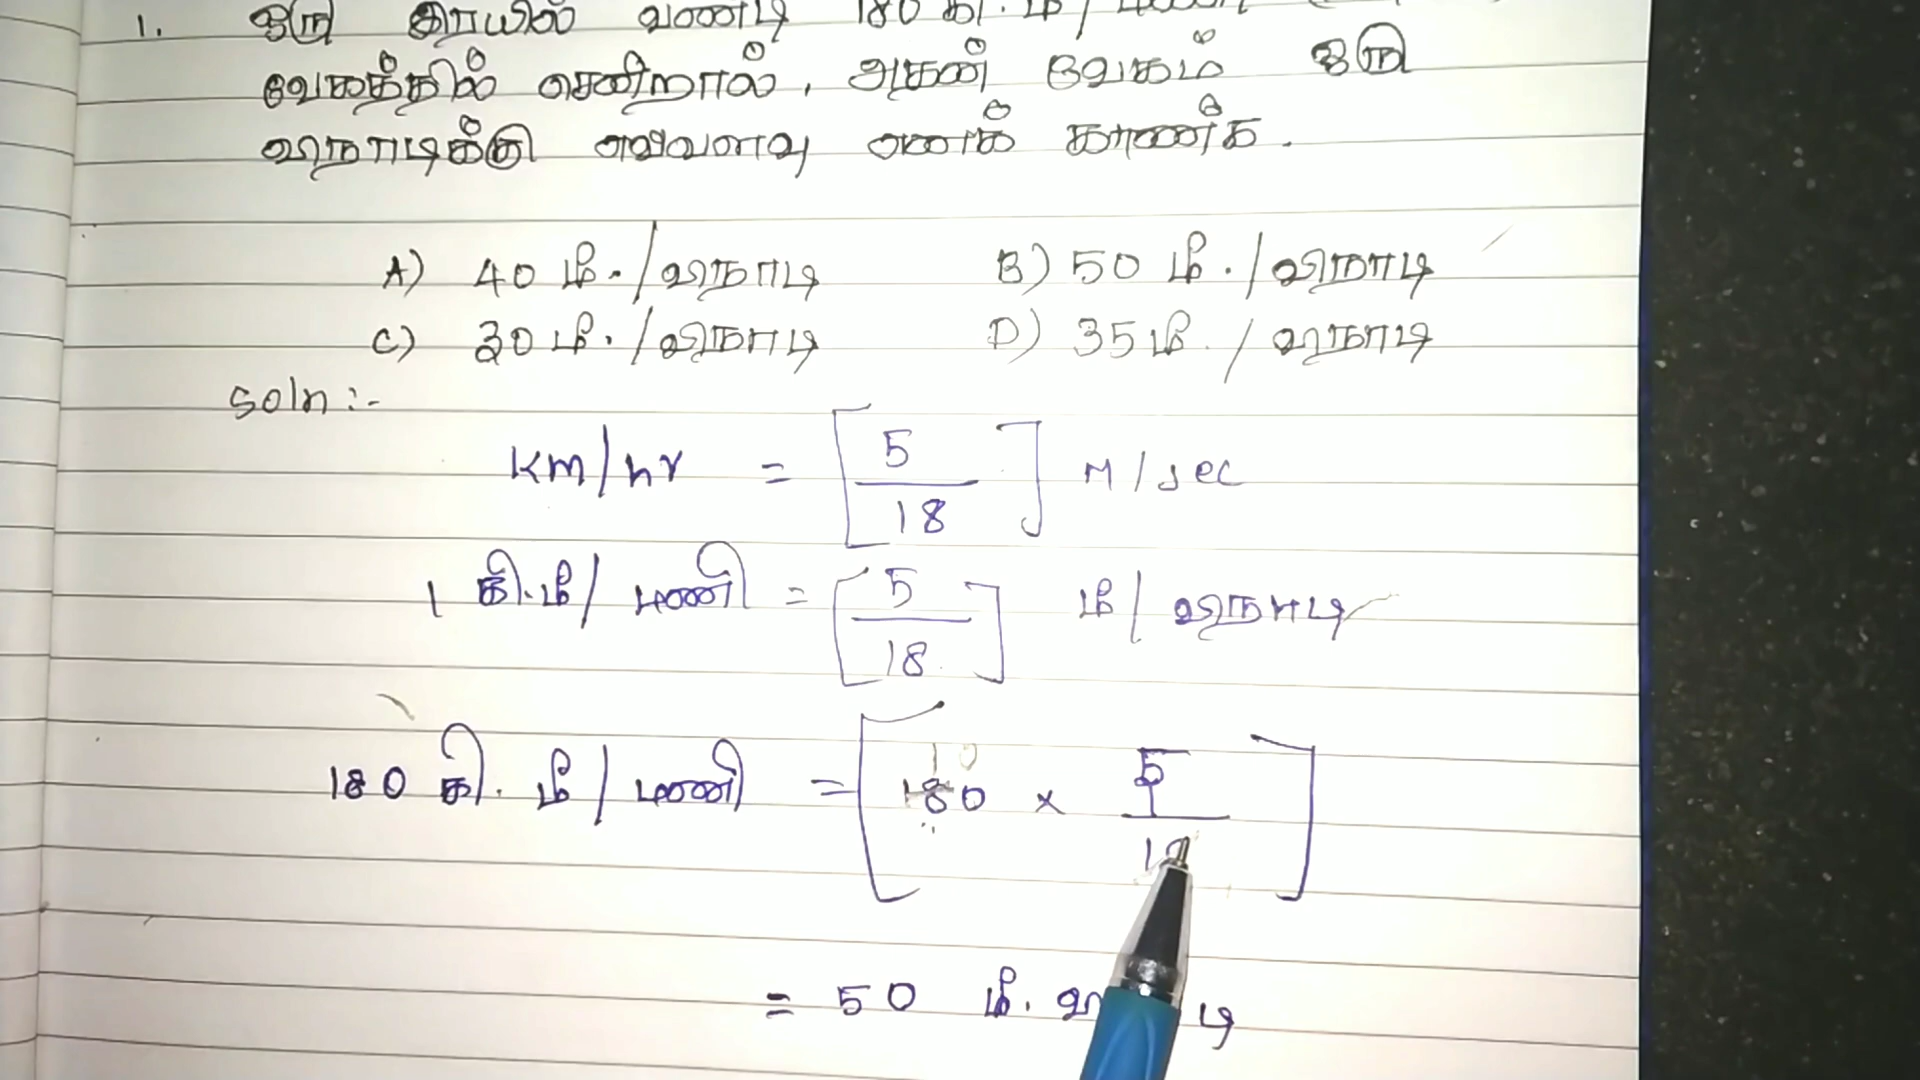 1. ஒரு இரயில் வண்டி 180 கி.மீ /
வேகத்தில் சென்றால், அதன் வேகம் ஒரு
வினாடிக்கு எவ்வளவு எனக் காண்க.
A) 40 மீ. / வினாடி B) 50 மீ. / வினாடி
C) 30 மீ. / வினாடி D) 35 மீ. / வினாடி
Soln :-
Km/hr = [5/18] M/sec
1 கி.மீ / மணி = [5/18] மீ / வினாடி
180 கி.மீ / மணி = [180 × 5/18]
10
= 50 மீ.